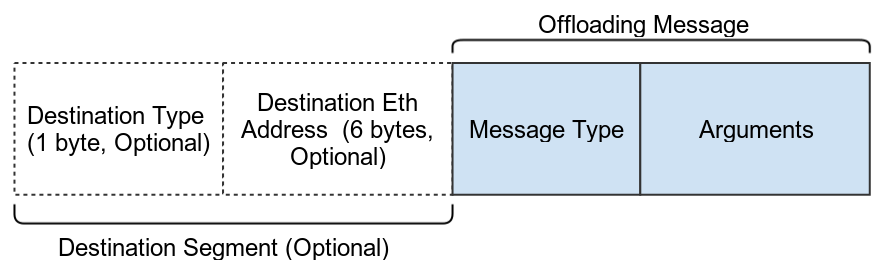 Offloading Message
Destination Type
(1 byte, Optional)
Destination Eth
Address (6 bytes,
Optional)
Message Type
Arguments
Destination Segment (Optional)